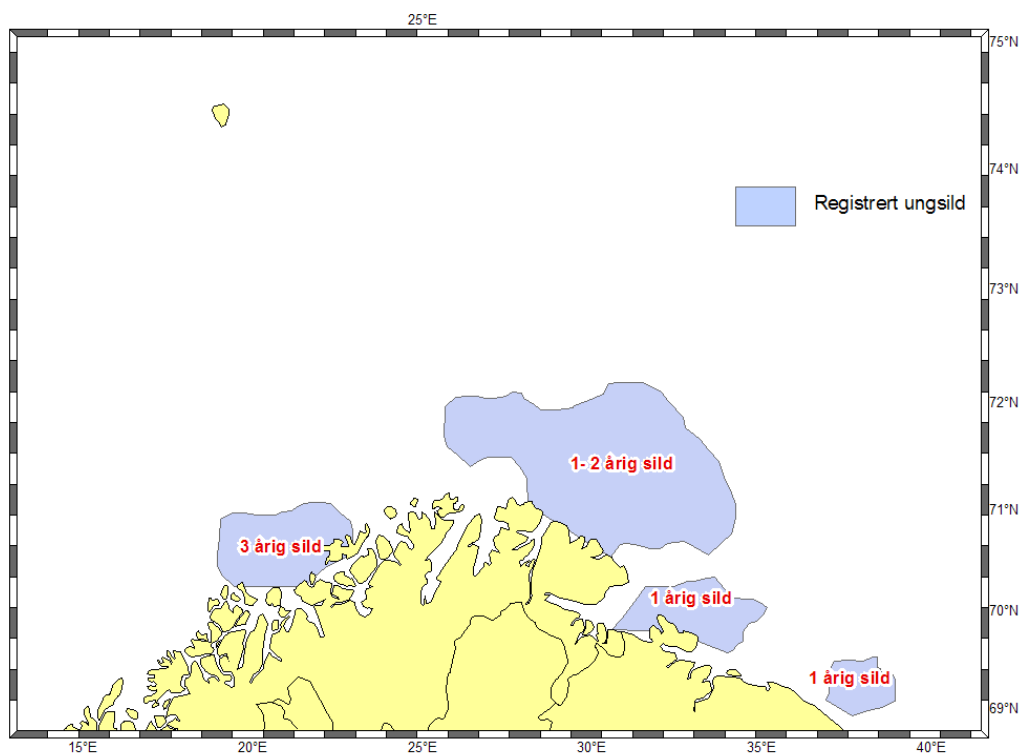 25°E
75°N
74°N
Registrert ungsild
73°N
72°N
1- 2 årig sild
71°N
3 årig sild
1 årig sild
70°N
1 årig sild
69°N
15°E
20°E
25°E
30°E
35°E
40°E